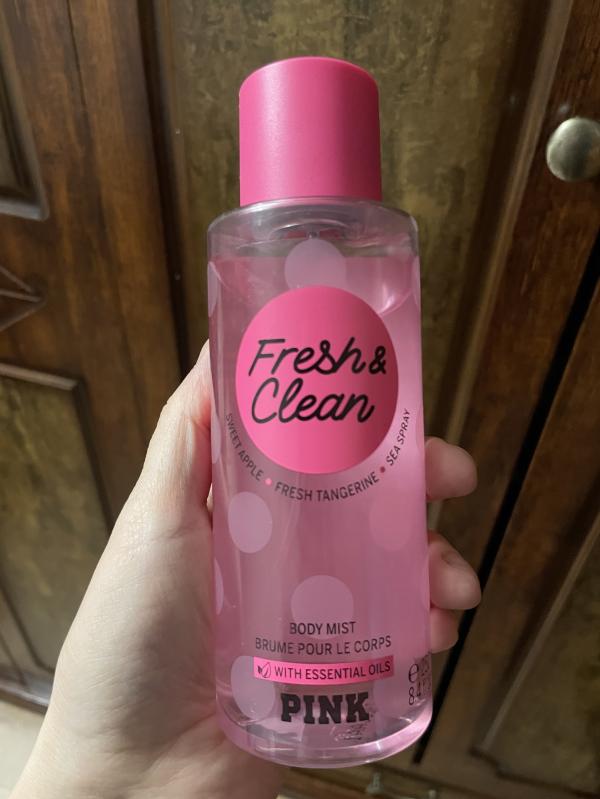 Fresh &
Clean
SWEET APPLE • FRESH TANGERINE • SEA SPRAY
BODY MIST
BRUME POUR LE CORPS
WITH ESSENTIAL OILS
PINK